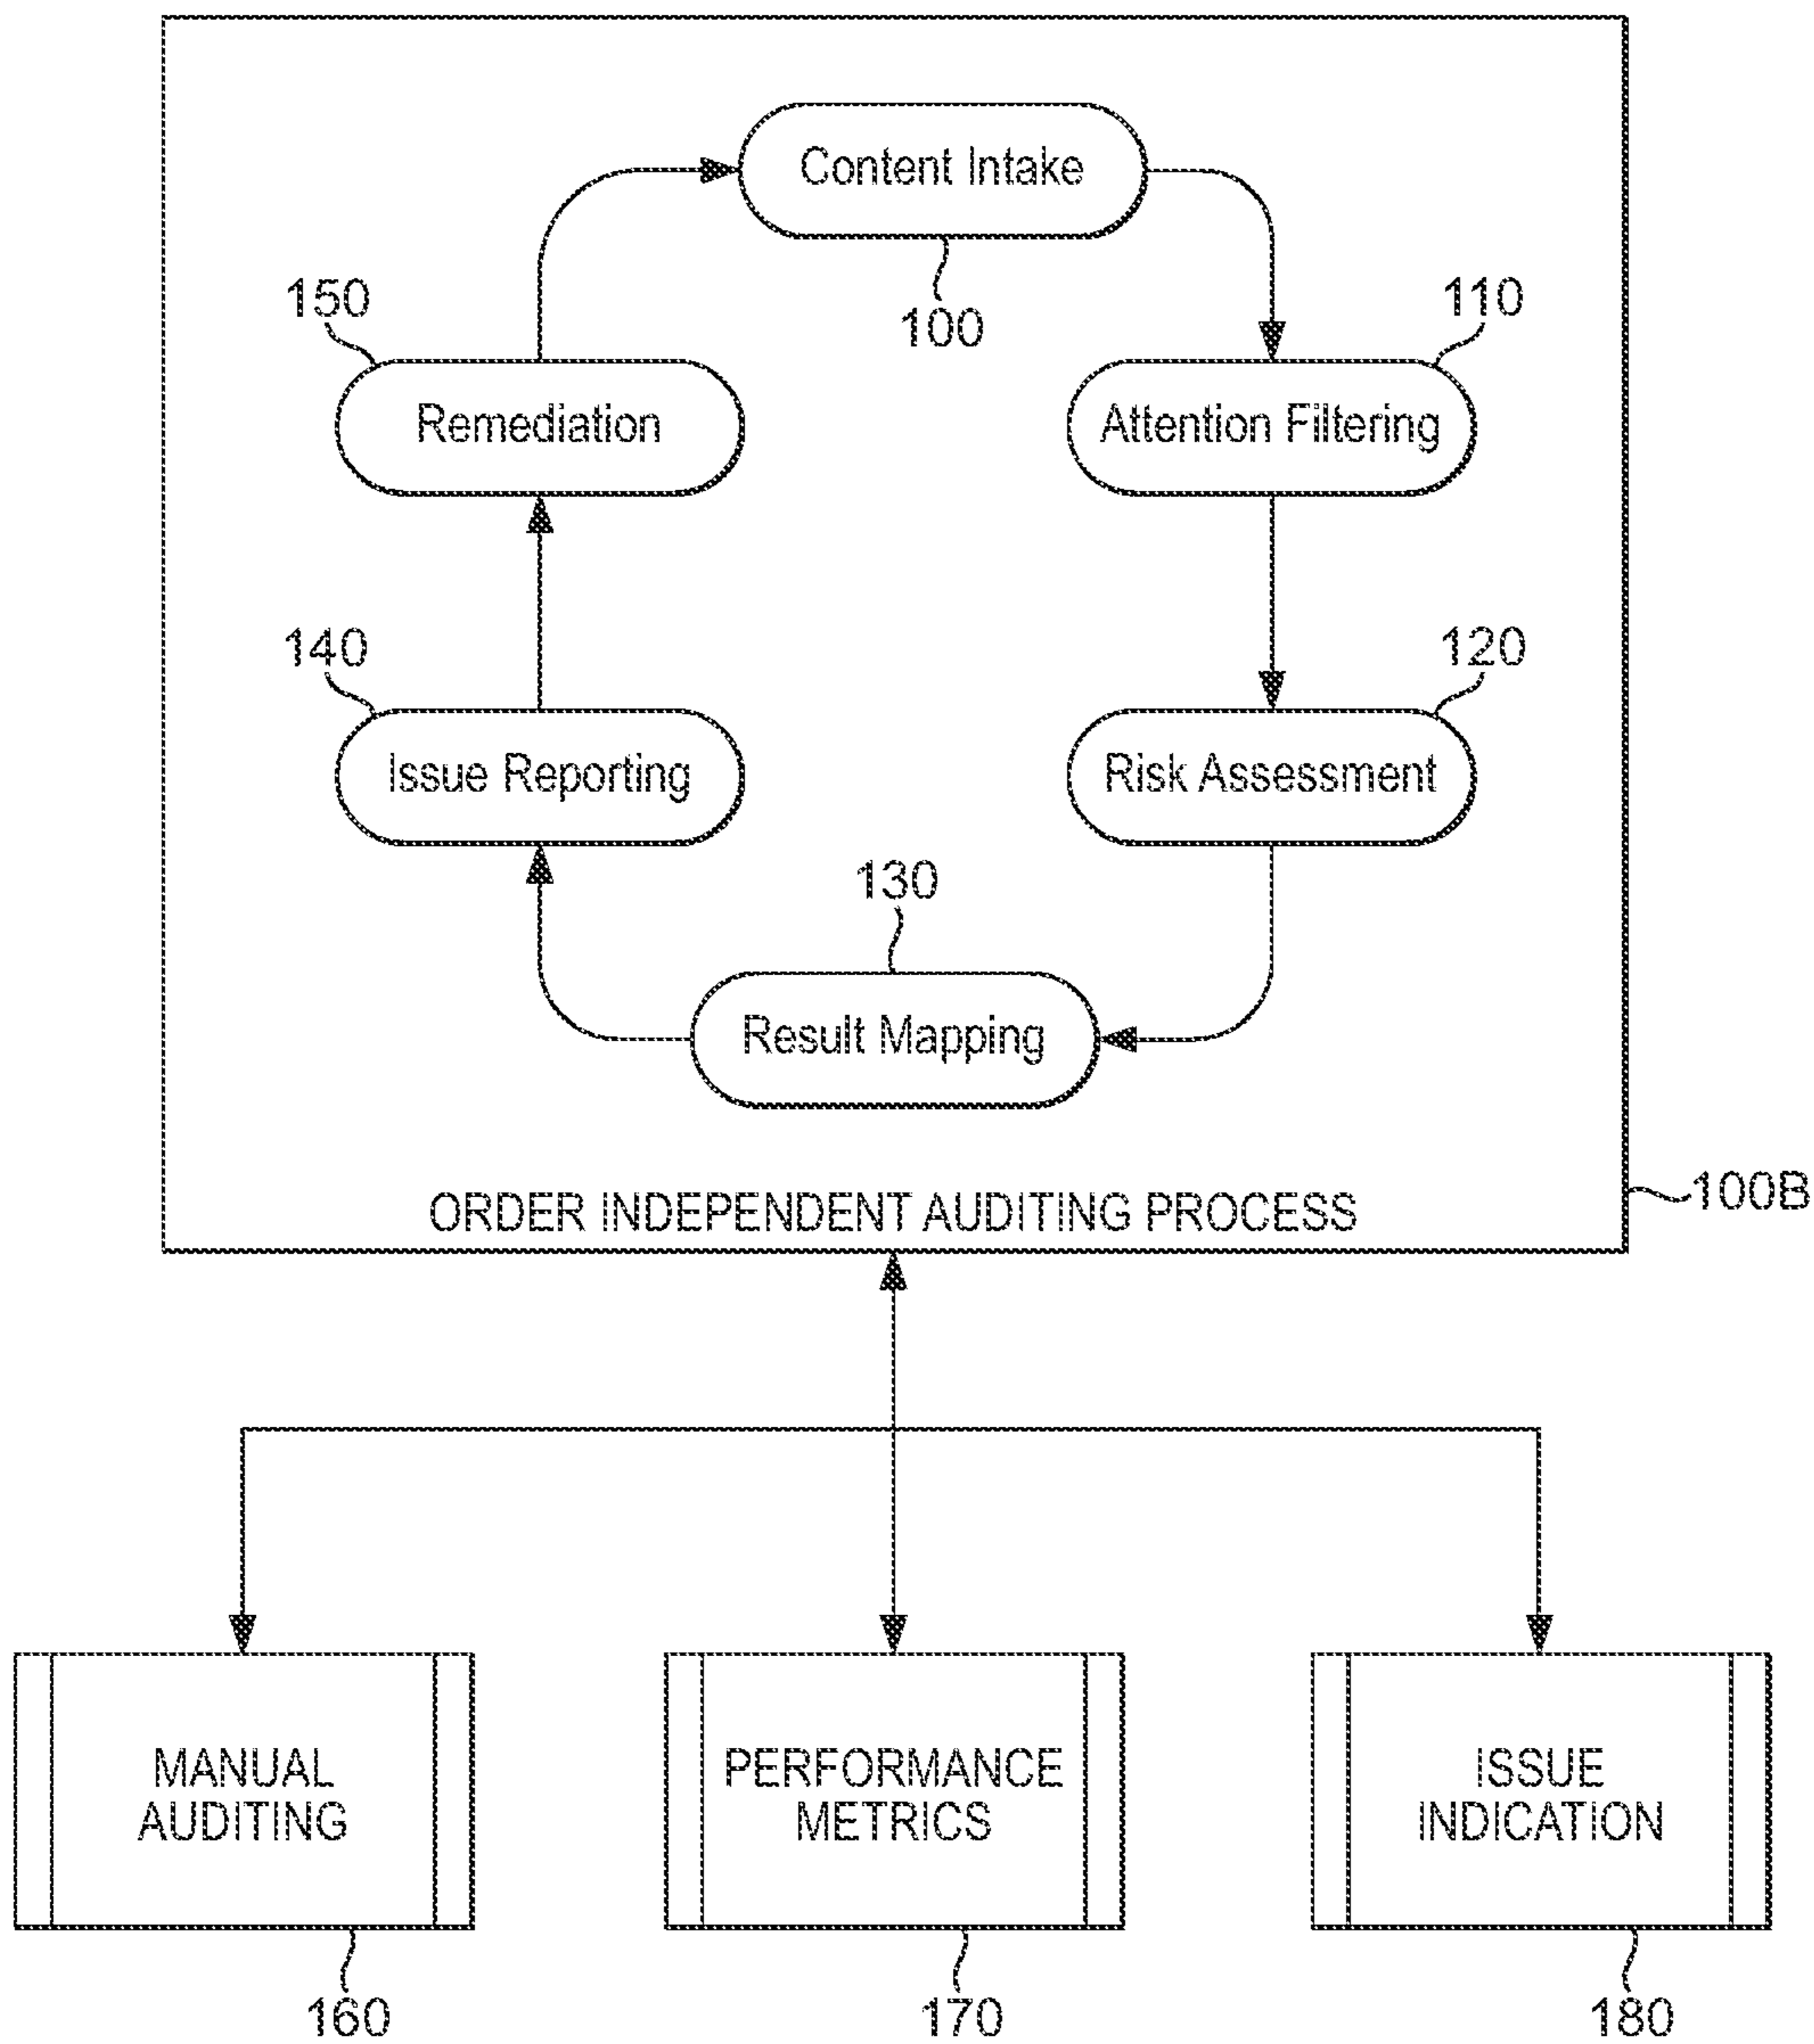 Content Intake
100
150
110
Remediation
Attention Filtering
140
120
Issue Reporting
Risk Assessment
130
Result Mapping
100B
ORDER INDEPENDENT AUDITING PROCESS
MANUAL
AUDITING
PERFORMANCE
METRICS
ISSUE
INDICATION
160
170
180